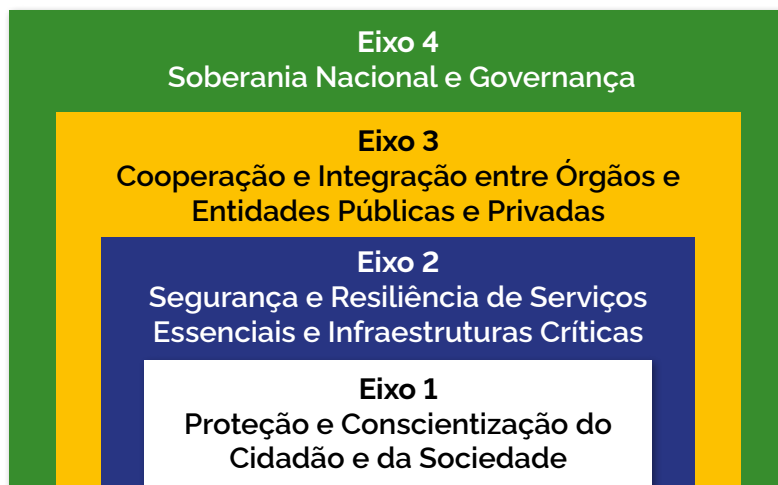 Eixo 4
Soberania Nacional e Governança
Eixo 3
Cooperação e Integração entre Órgãos e
Entidades Públicas e Privadas
Eixo 2
Segurança e Resiliência de Serviços
Essenciais e Infraestruturas Críticas
Eixo 1
Proteção e Conscientização do
Cidadão e da Sociedade